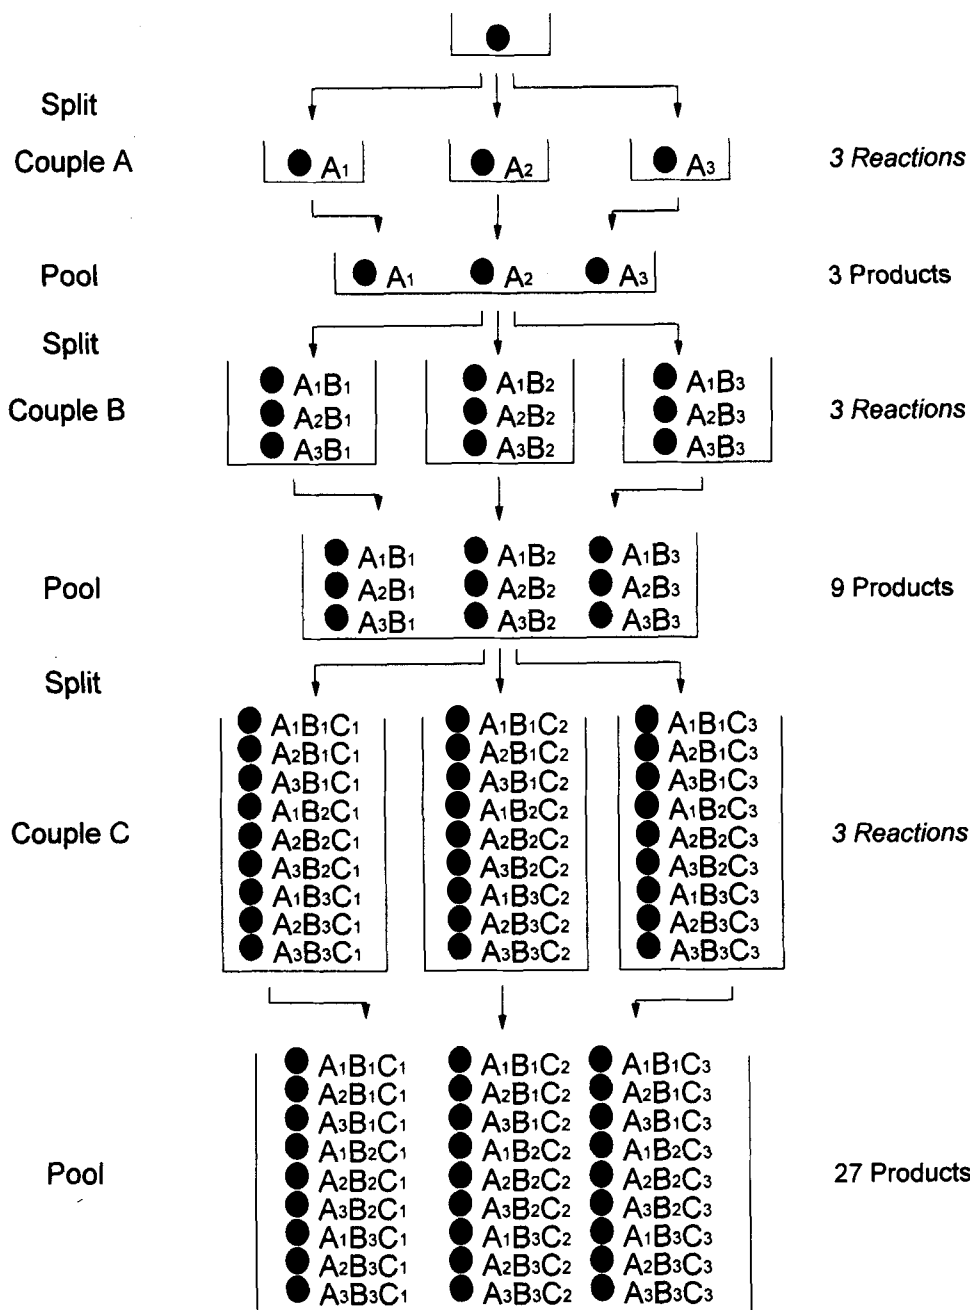 Split
Couple A
A1 A2 A3
3 Reactions
Pool
A1 A2 A3
3 Products
Split
Couple B
A1B1 A1B2 A1B3
A2B1 A2B2 A2B3
A3B1 A3B2 A3B3
3 Reactions
Pool
A1B1 A1B2 A1B3
A2B1 A2B2 A2B3
A3B1 A3B2 A3B3
9 Products
Split
Couple C
A1B1C1 A1B1C2 A1B1C3
A2B1C1 A2B1C2 A2B1C3
A3B1C1 A3B1C2 A3B1C3
A1B2C1 A1B2C2 A1B2C3
A2B2C1 A2B2C2 A2B2C3
A3B2C1 A3B2C2 A3B2C3
A1B3C1 A1B3C2 A1B3C3
A2B3C1 A2B3C2 A2B3C3
A3B3C1 A3B3C2 A3B3C3
3 Reactions
Pool
A1B1C1 A1B1C2 A1B1C3
A2B1C1 A2B1C2 A2B1C3
A3B1C1 A3B1C2 A3B1C3
A1B2C1 A1B2C2 A1B2C3
A2B2C1 A2B2C2 A2B2C3
A3B2C1 A3B2C2 A3B2C3
A1B3C1 A1B3C2 A1B3C3
A2B3C1 A2B3C2 A2B3C3
A3B3C1 A3B3C2 A3B3C3
27 Products